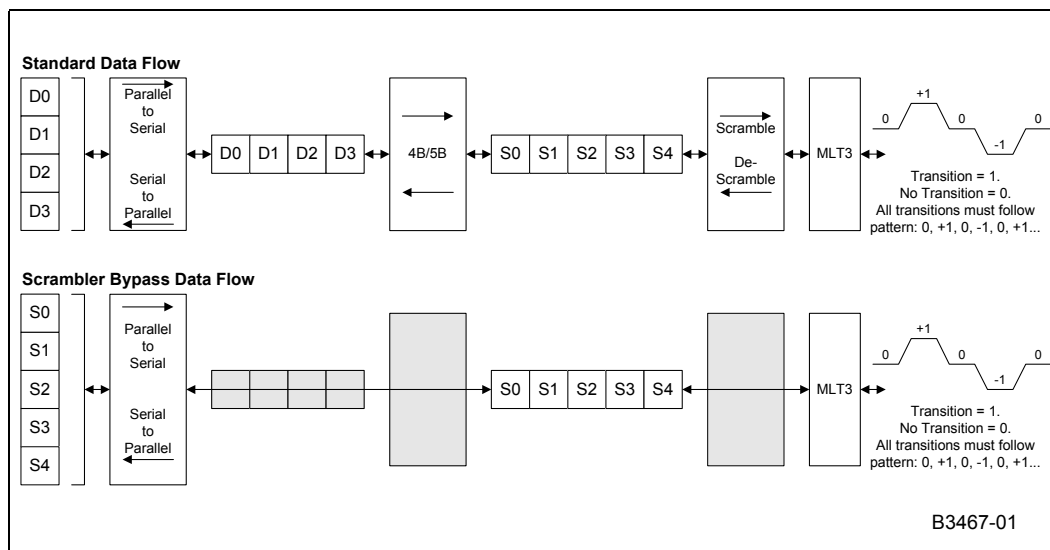 Standard Data Flow
D0
D1
D2
D3
Parallel
to
Serial
Serial
to
Parallel
D0 D1 D2 D3
4B/5B
S0 S1 S2 S3 S4
Scramble
De-
Scramble
MLT3
0
+1
0
-1
0
Transition = 1.
No Transition = 0.
All transitions must follow
pattern: 0, +1, 0, -1, 0, +1...
Scrambler Bypass Data Flow
S0
S1
S2
S3
S4
Parallel
to
Serial
Serial
to
Parallel
S0 S1 S2 S3 S4
MLT3
0
+1
0
-1
0
Transition = 1.
No Transition = 0.
All transitions must follow
pattern: 0, +1, 0, -1, 0, +1...
B3467-01